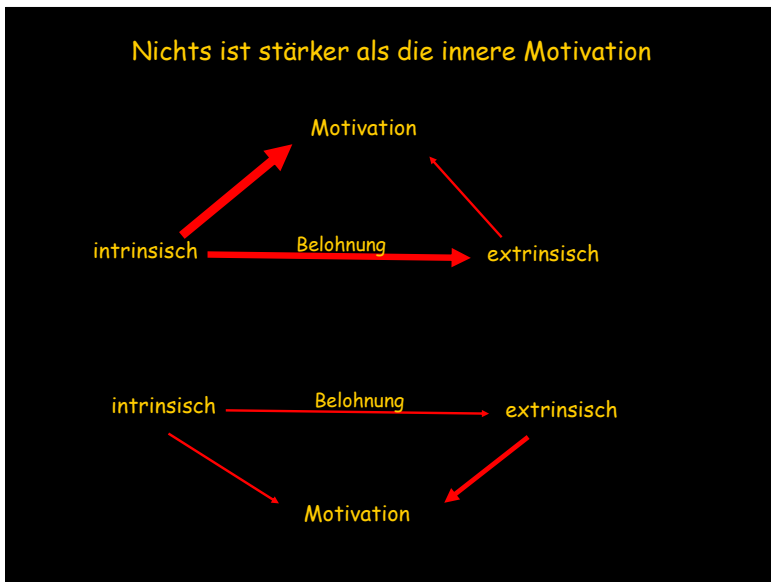 Nichts ist stärker als die innere Motivation
Motivation
intrinsisch
Belohnung
extrinsisch
intrinsisch
Belohnung
extrinsisch
Motivation